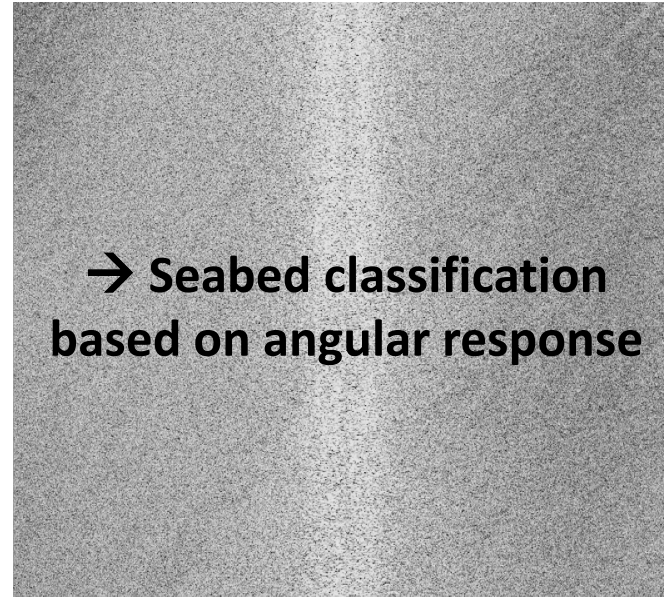 → Seabed classification
based on angular response